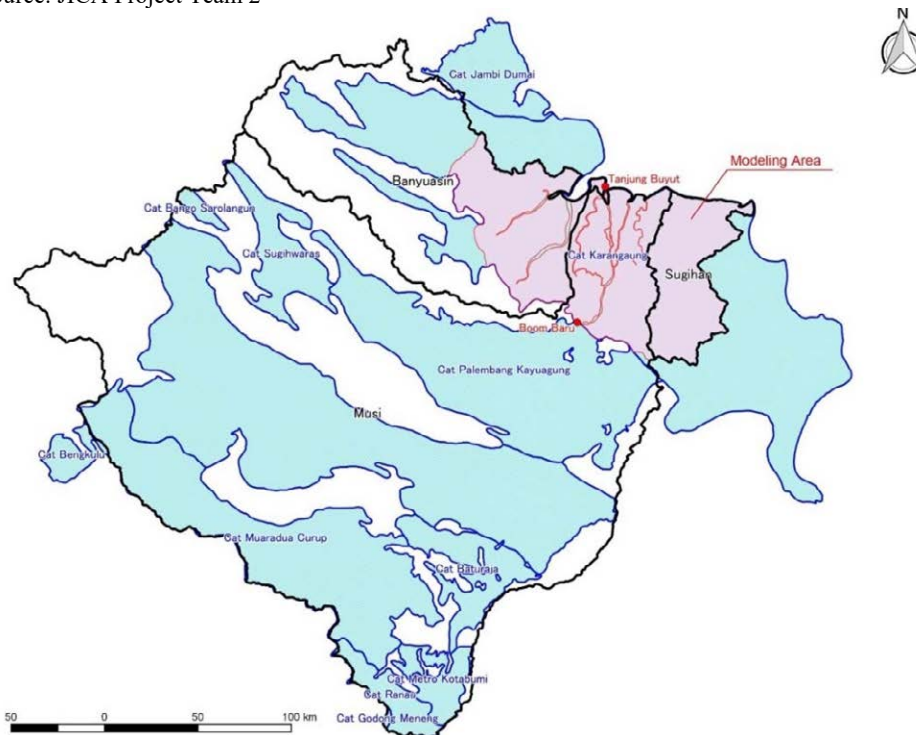 Source: JICA Project Team 2
N
Cat Jambi Dumai
Modeling Area
Tanjung Buyut
Banyuasin
Cat Bango Sarolangun
Cat Sugihwaras
Cat Karangaung
Sugihan
Boom Baru
Cat Palembang Kayuagung
Musi
Cat Bengkulu
Cat Muaradua Curup
Cat Baturaja
Cat Metro Kotabumi
Cat Ranau
Cat Godong Meneng
50 0 50 100 km